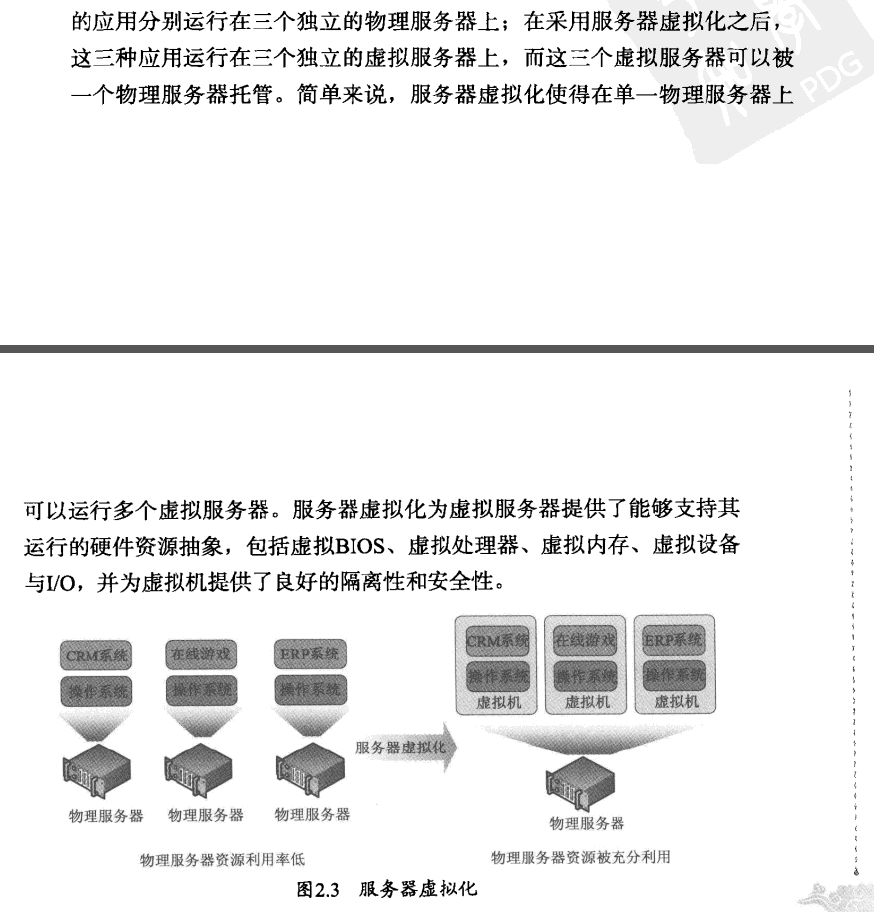 的应用分别运行在三个独立的物理服务器上；在采用服务器虚拟化之后，
这三种应用运行在三个独立的虚拟服务器上，而这三个虚拟服务器可以被
一个物理服务器托管。简单来说，服务器虚拟化使得在单一物理服务器上
PDG
可以运行多个虚拟服务器。服务器虚拟化为虚拟服务器提供了能够支持其
运行的硬件资源抽象，包括虚拟BIOS、虚拟处理器、虚拟内存、虚拟设备
与I/O，并为虚拟机提供了良好的隔离性和安全性。
CRM系统 在线游戏 ERP系统
操作系统 操作系统 操作系统
物理服务器 物理服务器 物理服务器
物理服务器资源利用率低
服务器虚拟化
CRM系统 在线游戏 ERP系统
操作系统 操作系统 操作系统
虚拟机 虚拟机 虚拟机
物理服务器
物理服务器资源被充分利用
图2.3 服务器虚拟化